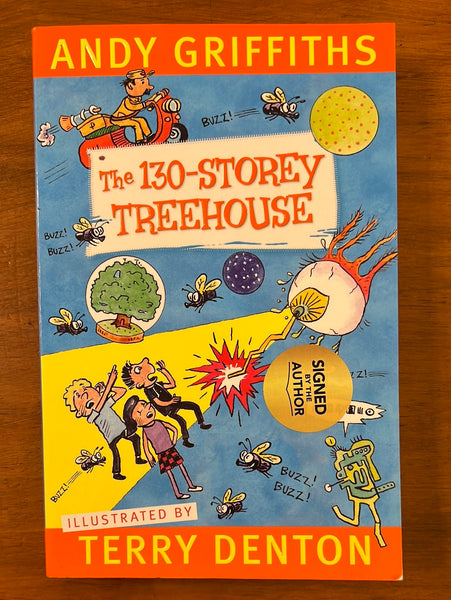 ANDY GRIFFITHS
BUZZ!
The 130-STOREY
TREEHOUSE
BUZZ!
BUZZ!
SIGNED
BY THE
AUTHOR
ZZ!
BUZZ!
BUZZ!
BUZZ!
ILLUSTRATED BY
TERRY DENTON